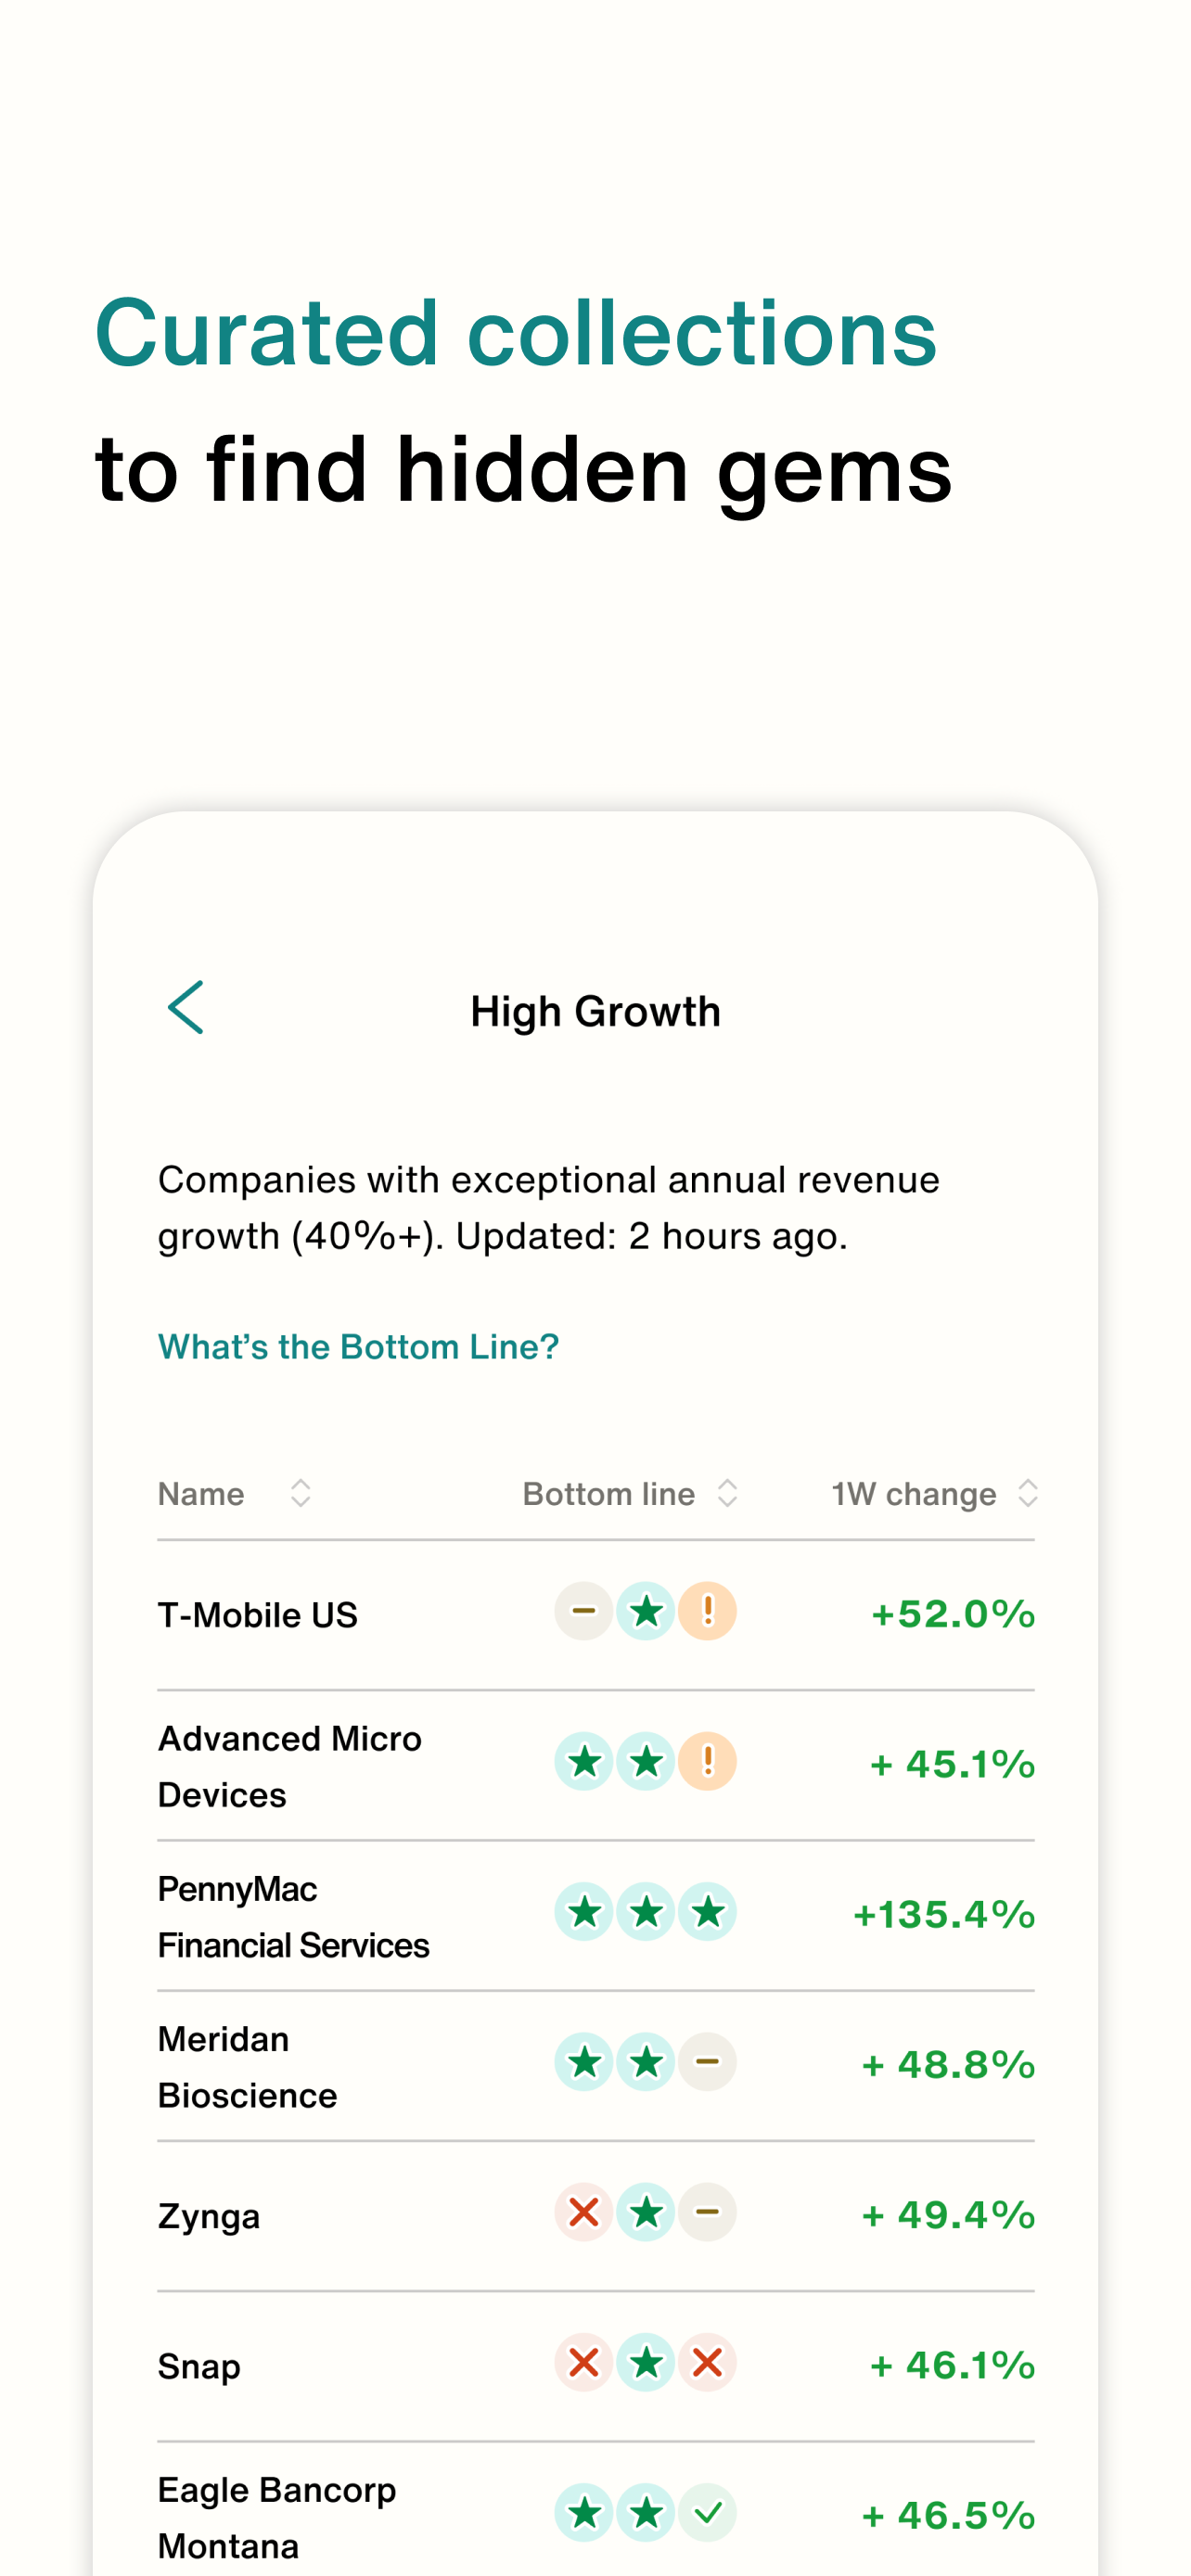 Curated collections
to find hidden gems
High Growth
Companies with exceptional annual revenue
growth (40%+). Updated: 2 hours ago.
What's the Bottom Line?
Name Bottom line 1W change
T-Mobile US +52.0%
Advanced Micro
Devices + 45.1%
PennyMac
Financial Services +135.4%
Meridan
Bioscience + 48.8%
Zynga + 49.4%
Snap + 46.1%
Eagle Bancorp
Montana + 46.5%